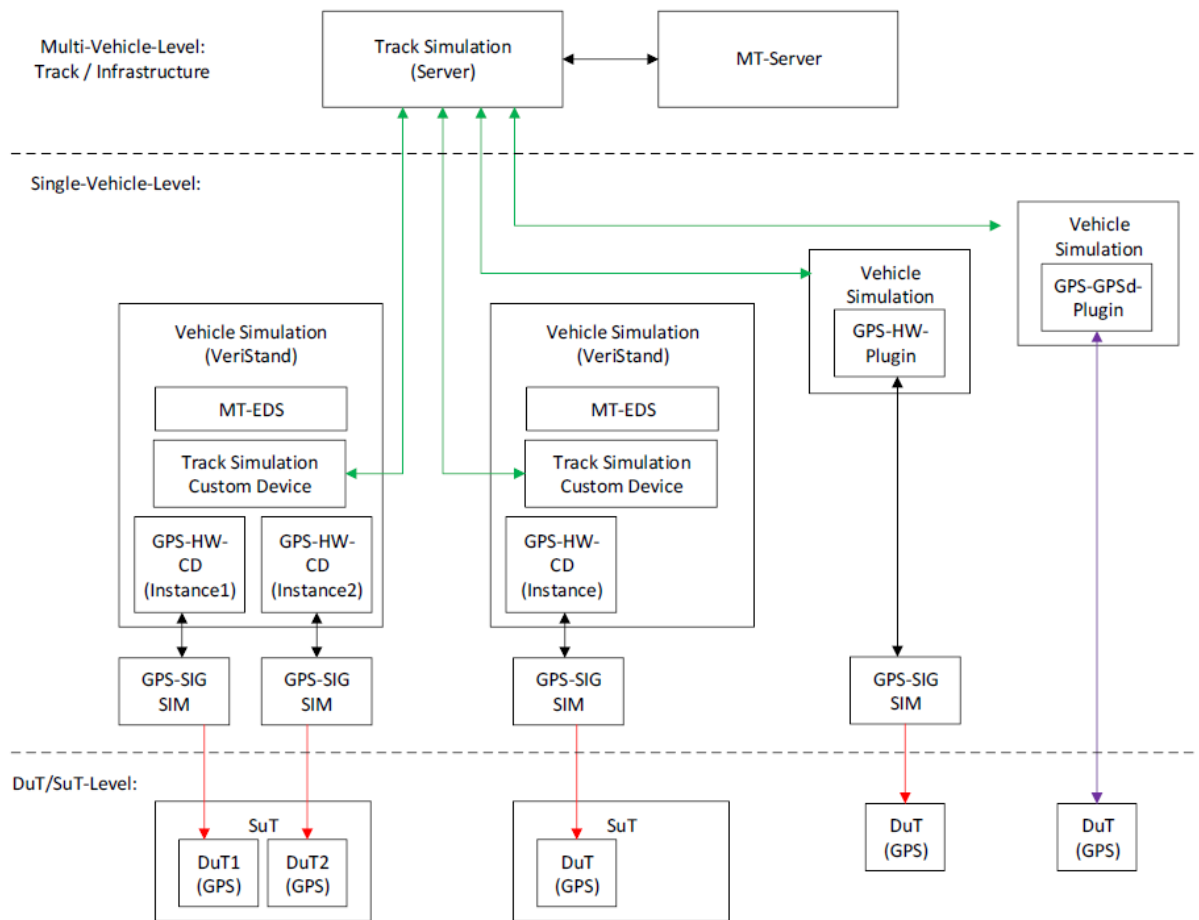 Multi-Vehicle-Level:
Track / Infrastructure
Track Simulation
(Server)
MT-Server
Single-Vehicle-Level:
Vehicle Simulation
(VeriStand)
MT-EDS
Track Simulation
Custom Device
GPS-HW-
CD
(Instance1)
GPS-HW-
CD
(Instance2)
GPS-SIG
SIM
GPS-SIG
SIM
Vehicle Simulation
(VeriStand)
MT-EDS
Track Simulation
Custom Device
GPS-HW-
CD
(Instance)
GPS-SIG
SIM
Vehicle
Simulation
GPS-HW-
Plugin
GPS-SIG
SIM
Vehicle
Simulation
GPS-GPSd-
Plugin
DuT/SuT-Level:
SuT
DuT1
(GPS)
DuT2
(GPS)
SuT
DuT
(GPS)
DuT
(GPS)
DuT
(GPS)